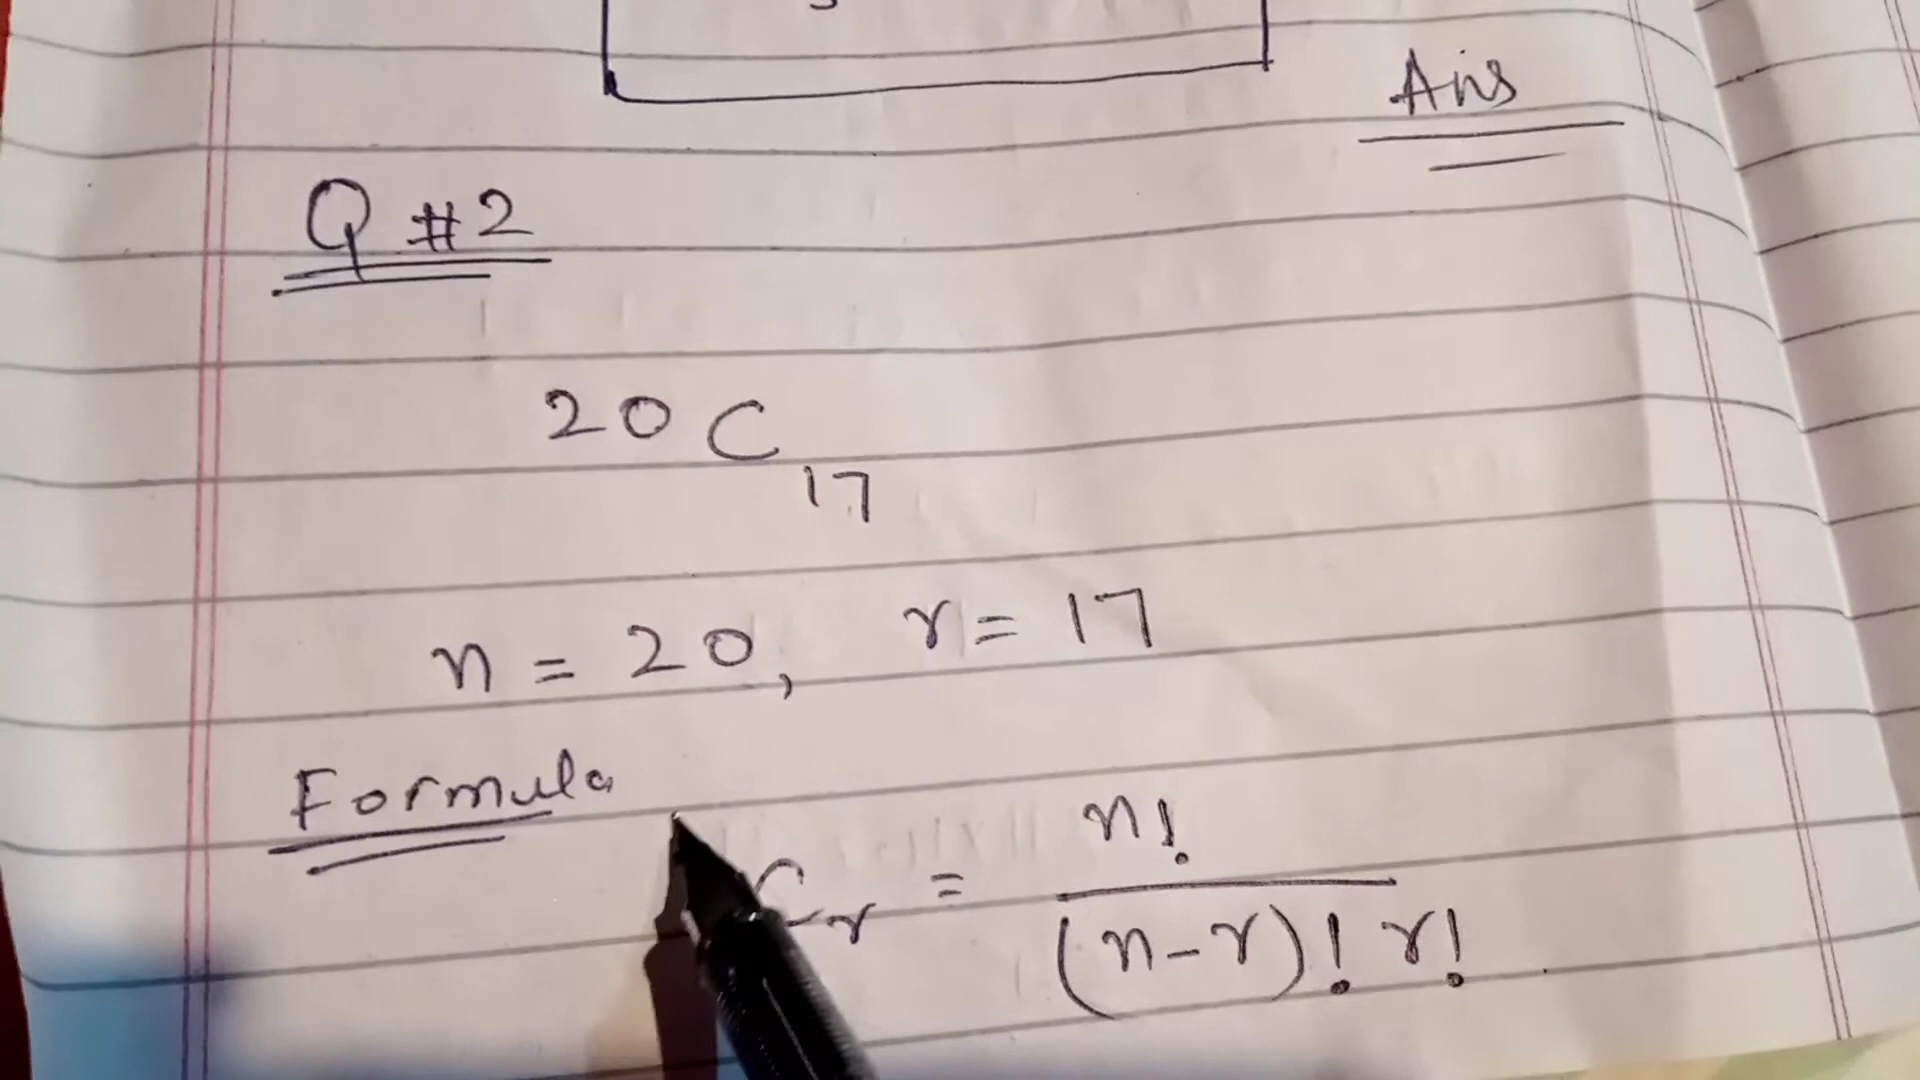 Ans
Q #2
20 C 17
n = 20, r = 17
Formula
Cr = n! / (n-r)! r!